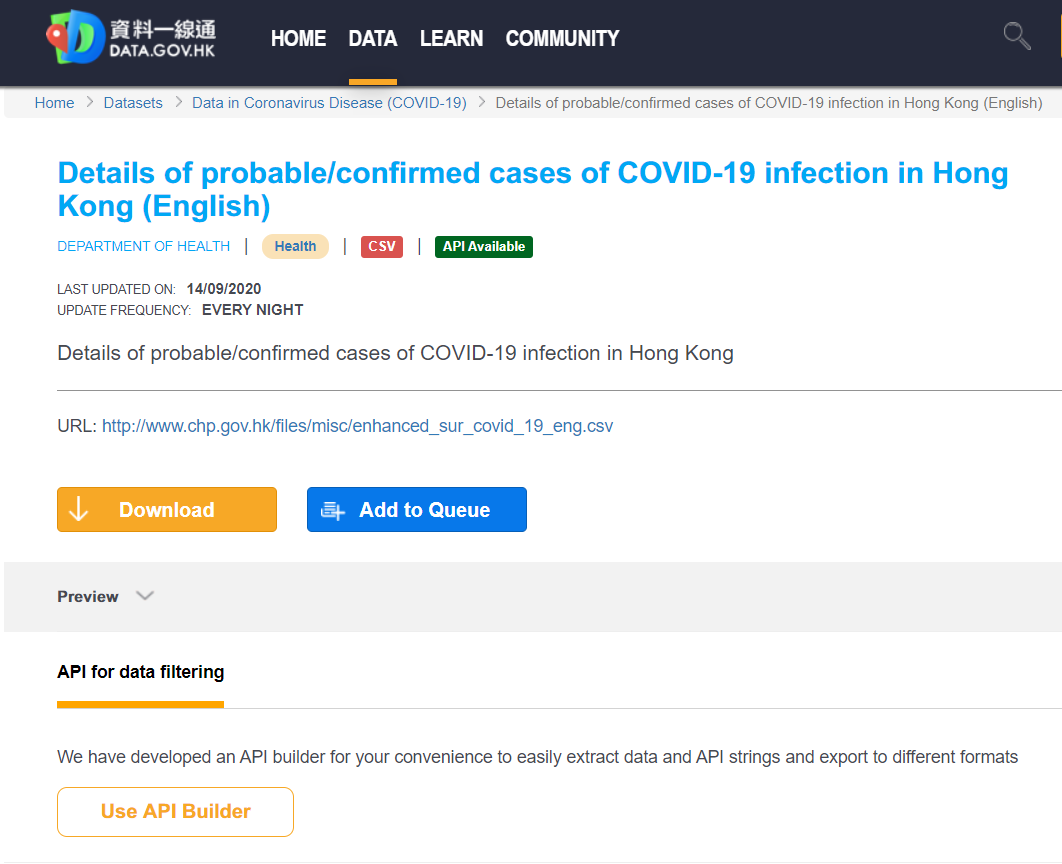 資料一線通
DATA.GOV.HK
HOME DATA LEARN COMMUNITY
Home > Datasets > Data in Coronavirus Disease (COVID-19) > Details of probable/confirmed cases of COVID-19 infection in Hong Kong (English)
Details of probable/confirmed cases of COVID-19 infection in Hong
Kong (English)
DEPARTMENT OF HEALTH | Health | CSV | API Available
LAST UPDATED ON: 14/09/2020
UPDATE FREQUENCY: EVERY NIGHT
Details of probable/confirmed cases of COVID-19 infection in Hong Kong
URL: http://www.chp.gov.hk/files/misc/enhanced_sur_covid_19_eng.csv
Download Add to Queue
Preview
API for data filtering
We have developed an API builder for your convenience to easily extract data and API strings and export to different formats
Use API Builder